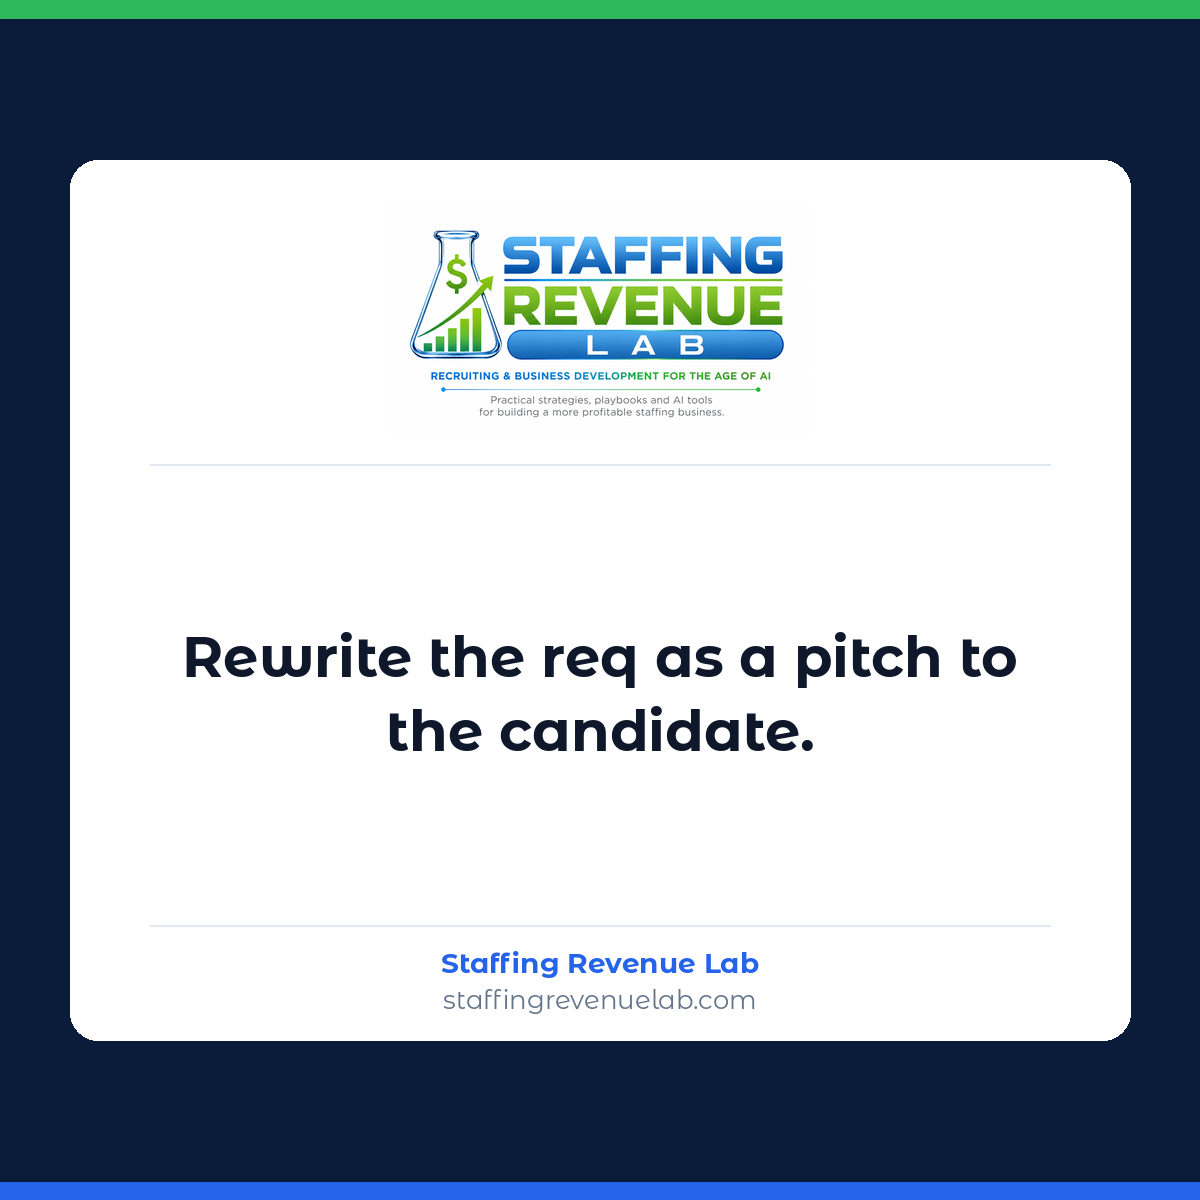 $
STAFFING
REVENUE
LAB
RECRUITING & BUSINESS DEVELOPMENT FOR THE AGE OF AI
Practical strategies, playbooks and AI tools
for building a more profitable staffing business.
Rewrite the req as a pitch to
the candidate.
Staffing Revenue Lab
staffingrevenuelab.com